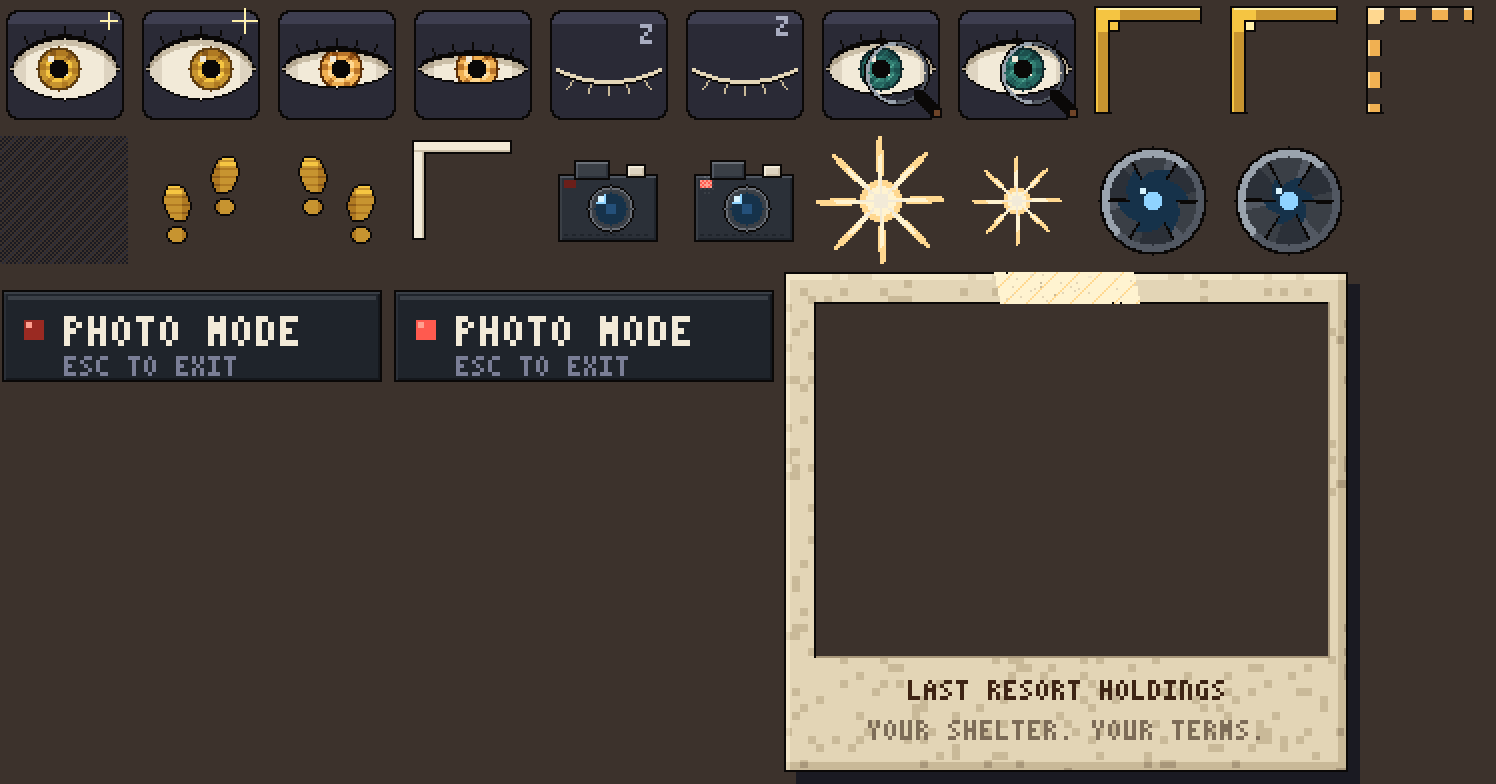 Z
Z
PHOTO MODE
ESC TO EXIT
PHOTO MODE
ESC TO EXIT
LAST RESORT HOLDINGS
YOUR SHELTER. YOUR TERMS.